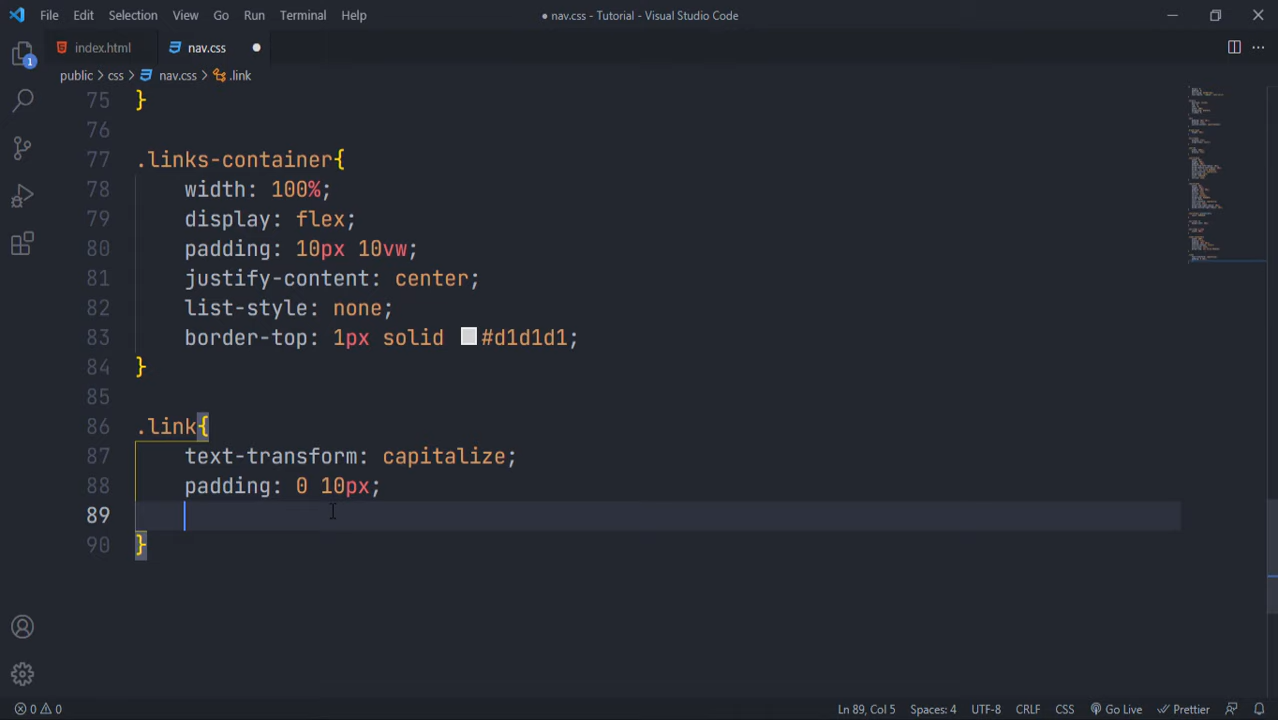 File Edit Selection View Go Run Terminal Help
● nav.css - Tutorial - Visual Studio Code
index.html nav.css ●
public > css > nav.css > .link
75 }
76
77 .links-container{
78 width: 100%;
79 display: flex;
80 padding: 10px 10vw;
81 justify-content: center;
82 list-style: none;
83 border-top: 1px solid #d1d1d1;
84 }
85
86 .link{
87 text-transform: capitalize;
88 padding: 0 10px;
89
90 }
1
0 0 Ln 89, Col 5 Spaces: 4 UTF-8 CRLF CSS Go Live Prettier